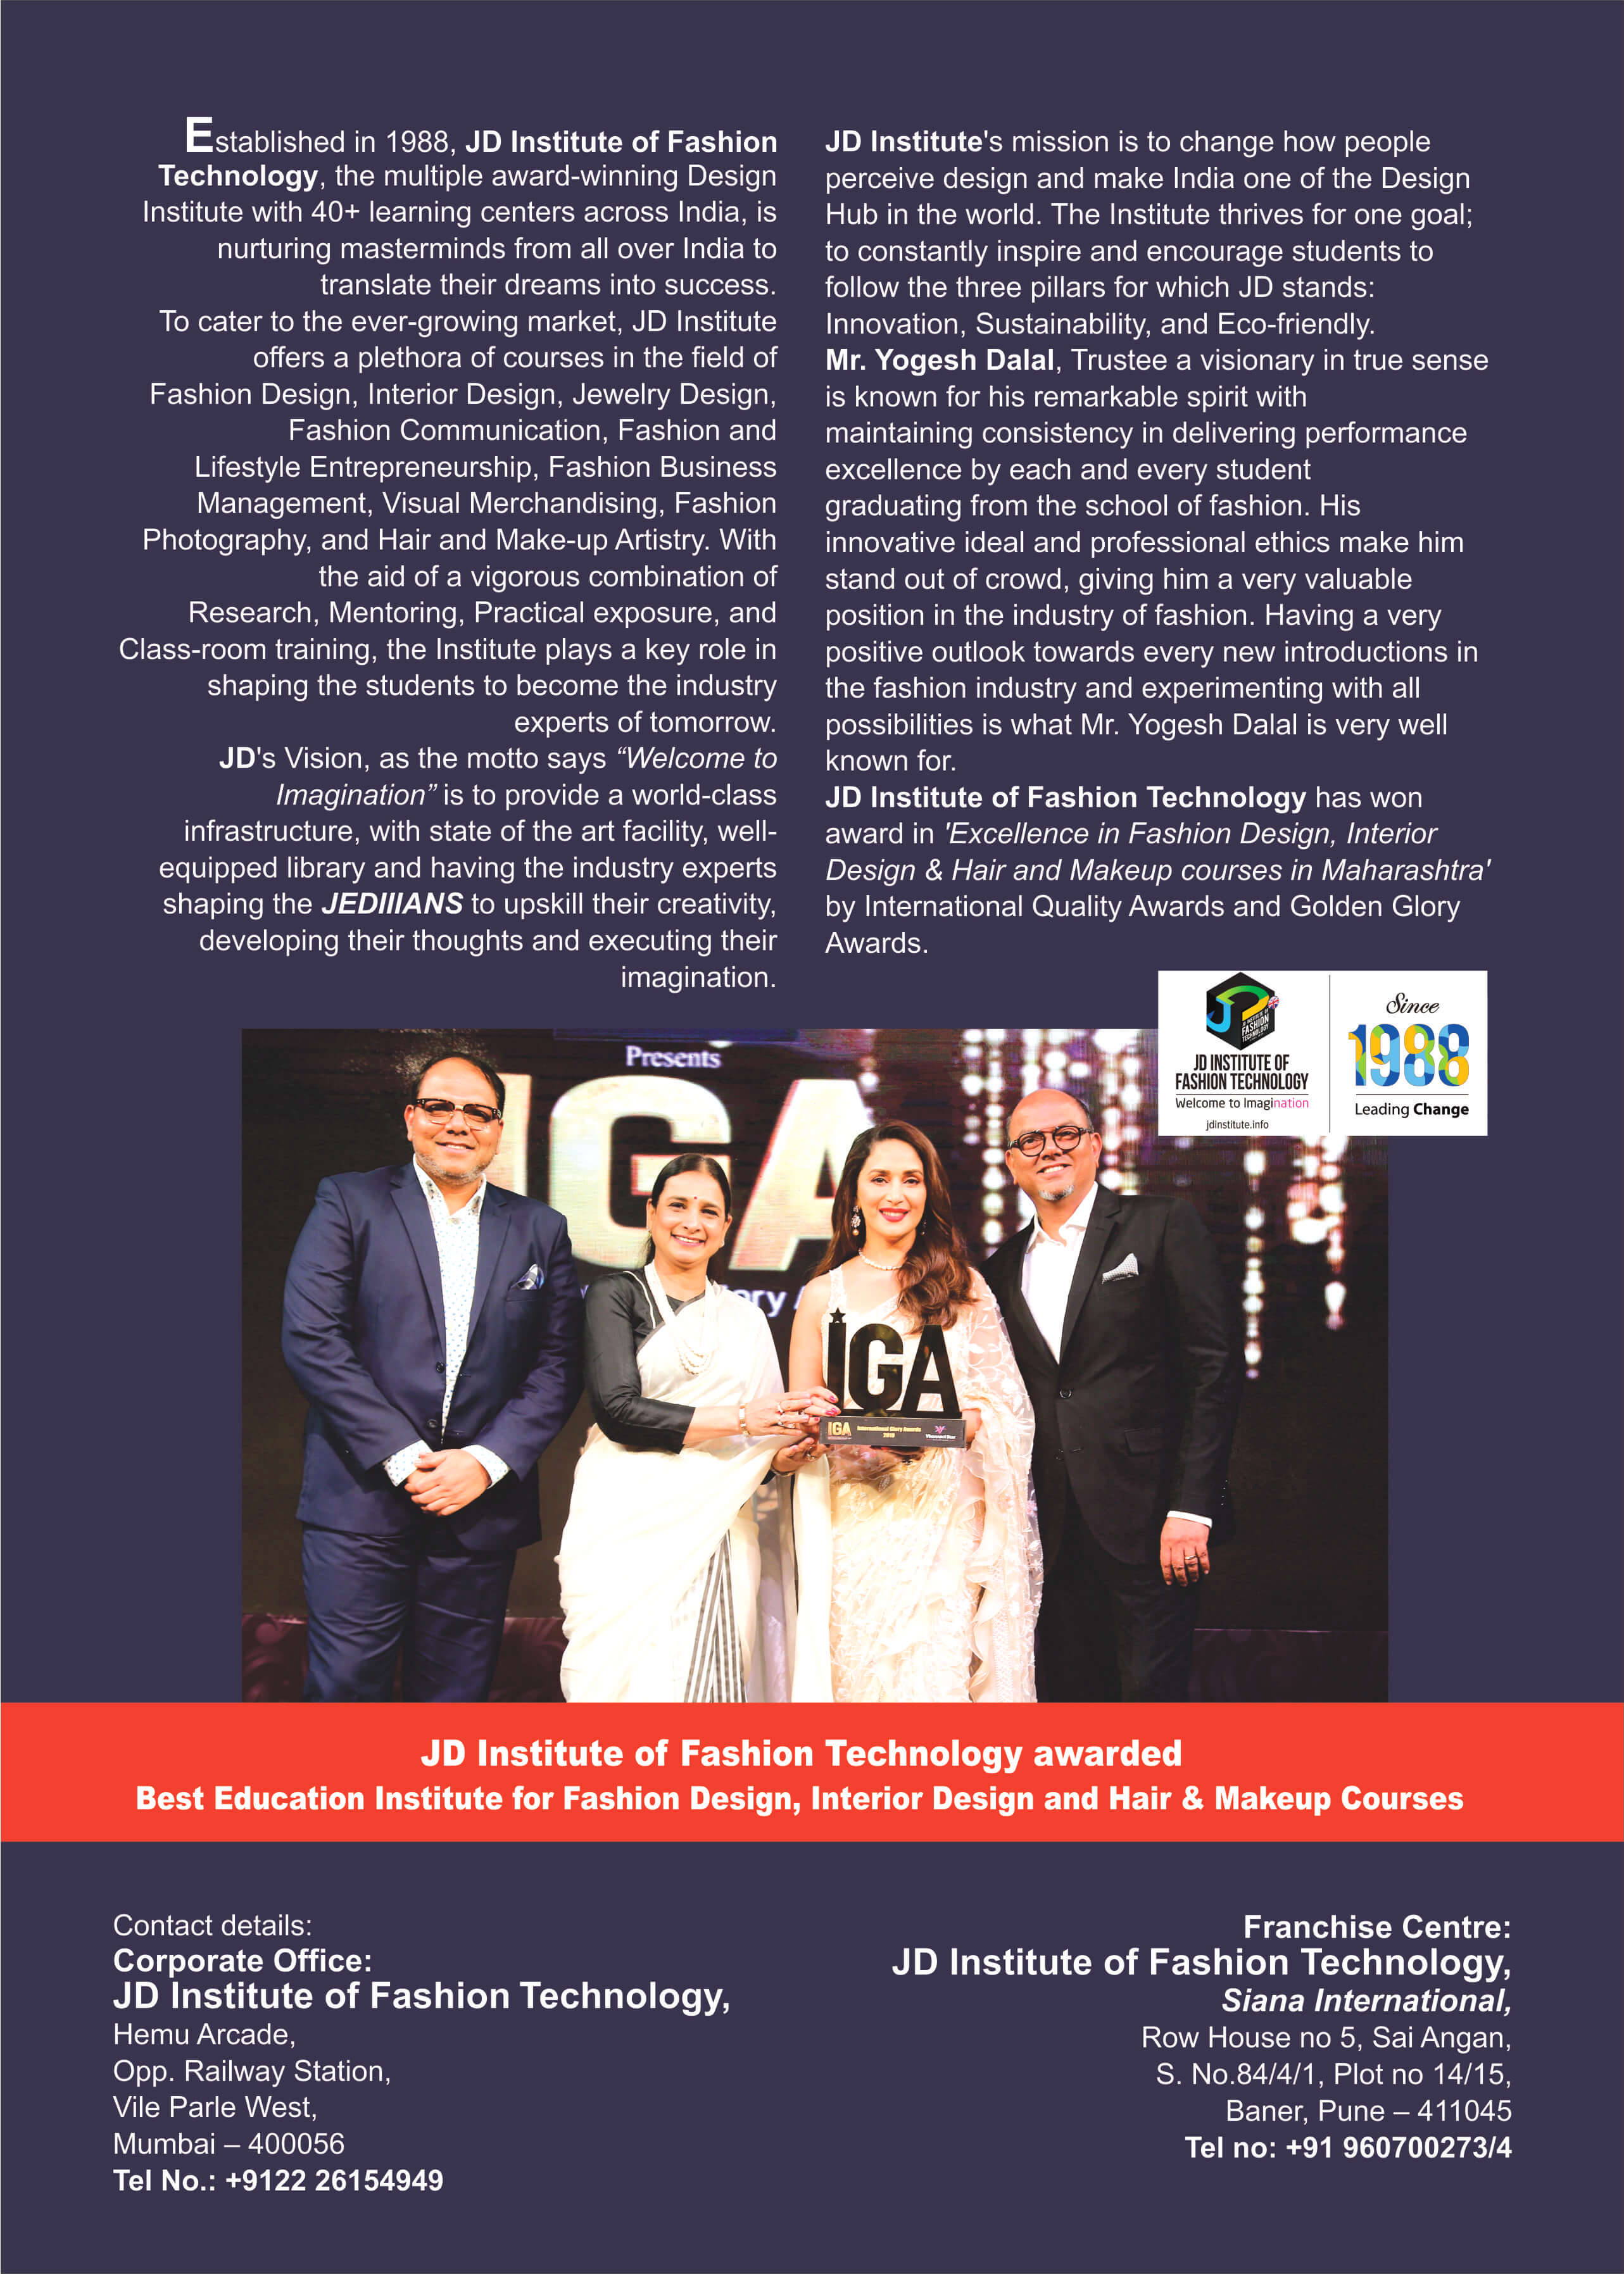 Established in 1988, JD Institute of Fashion
Technology, the multiple award-winning Design
Institute with 40+ learning centers across India, is
nurturing masterminds from all over India to
translate their dreams into success.
To cater to the ever-growing market, JD Institute
offers a plethora of courses in the field of
Fashion Design, Interior Design, Jewelry Design,
Fashion Communication, Fashion and
Lifestyle Entrepreneurship, Fashion Business
Management, Visual Merchandising, Fashion
Photography, and Hair and Make-up Artistry. With
the aid of a vigorous combination of
Research, Mentoring, Practical exposure, and
Class-room training, the Institute plays a key role in
shaping the students to become the industry
experts of tomorrow.
JD's Vision, as the motto says “Welcome to
Imagination” is to provide a world-class
infrastructure, with state of the art facility, well-
equipped library and having the industry experts
shaping the JEDIIIANS to upskill their creativity,
developing their thoughts and executing their
imagination.
JD Institute's mission is to change how people
perceive design and make India one of the Design
Hub in the world. The Institute thrives for one goal;
to constantly inspire and encourage students to
follow the three pillars for which JD stands:
Innovation, Sustainability, and Eco-friendly.
Mr. Yogesh Dalal, Trustee a visionary in true sense
is known for his remarkable spirit with
maintaining consistency in delivering performance
excellence by each and every student
graduating from the school of fashion. His
innovative ideal and professional ethics make him
stand out of crowd, giving him a very valuable
position in the industry of fashion. Having a very
positive outlook towards every new introductions in
the fashion industry and experimenting with all
possibilities is what Mr. Yogesh Dalal is very well
known for.
JD Institute of Fashion Technology has won
award in 'Excellence in Fashion Design, Interior
Design & Hair and Makeup courses in Maharashtra'
by International Quality Awards and Golden Glory
Awards.
JD INSTITUTE OF
FASHION TECHNOLOGY
Welcome to Imagination
jdinstitute.info
Since
1988
Leading Change
Presents
IGA
IGA
IGA International Glory Awards
2019
JD Institute of Fashion Technology awarded
Best Education Institute for Fashion Design, Interior Design and Hair & Makeup Courses
Contact details:
Corporate Office:
JD Institute of Fashion Technology,
Hemu Arcade,
Opp. Railway Station,
Vile Parle West,
Mumbai – 400056
Tel No.: +9122 26154949
Franchise Centre:
JD Institute of Fashion Technology,
Siana International,
Row House no 5, Sai Angan,
S. No.84/4/1, Plot no 14/15,
Baner, Pune – 411045
Tel no: +91 960700273/4